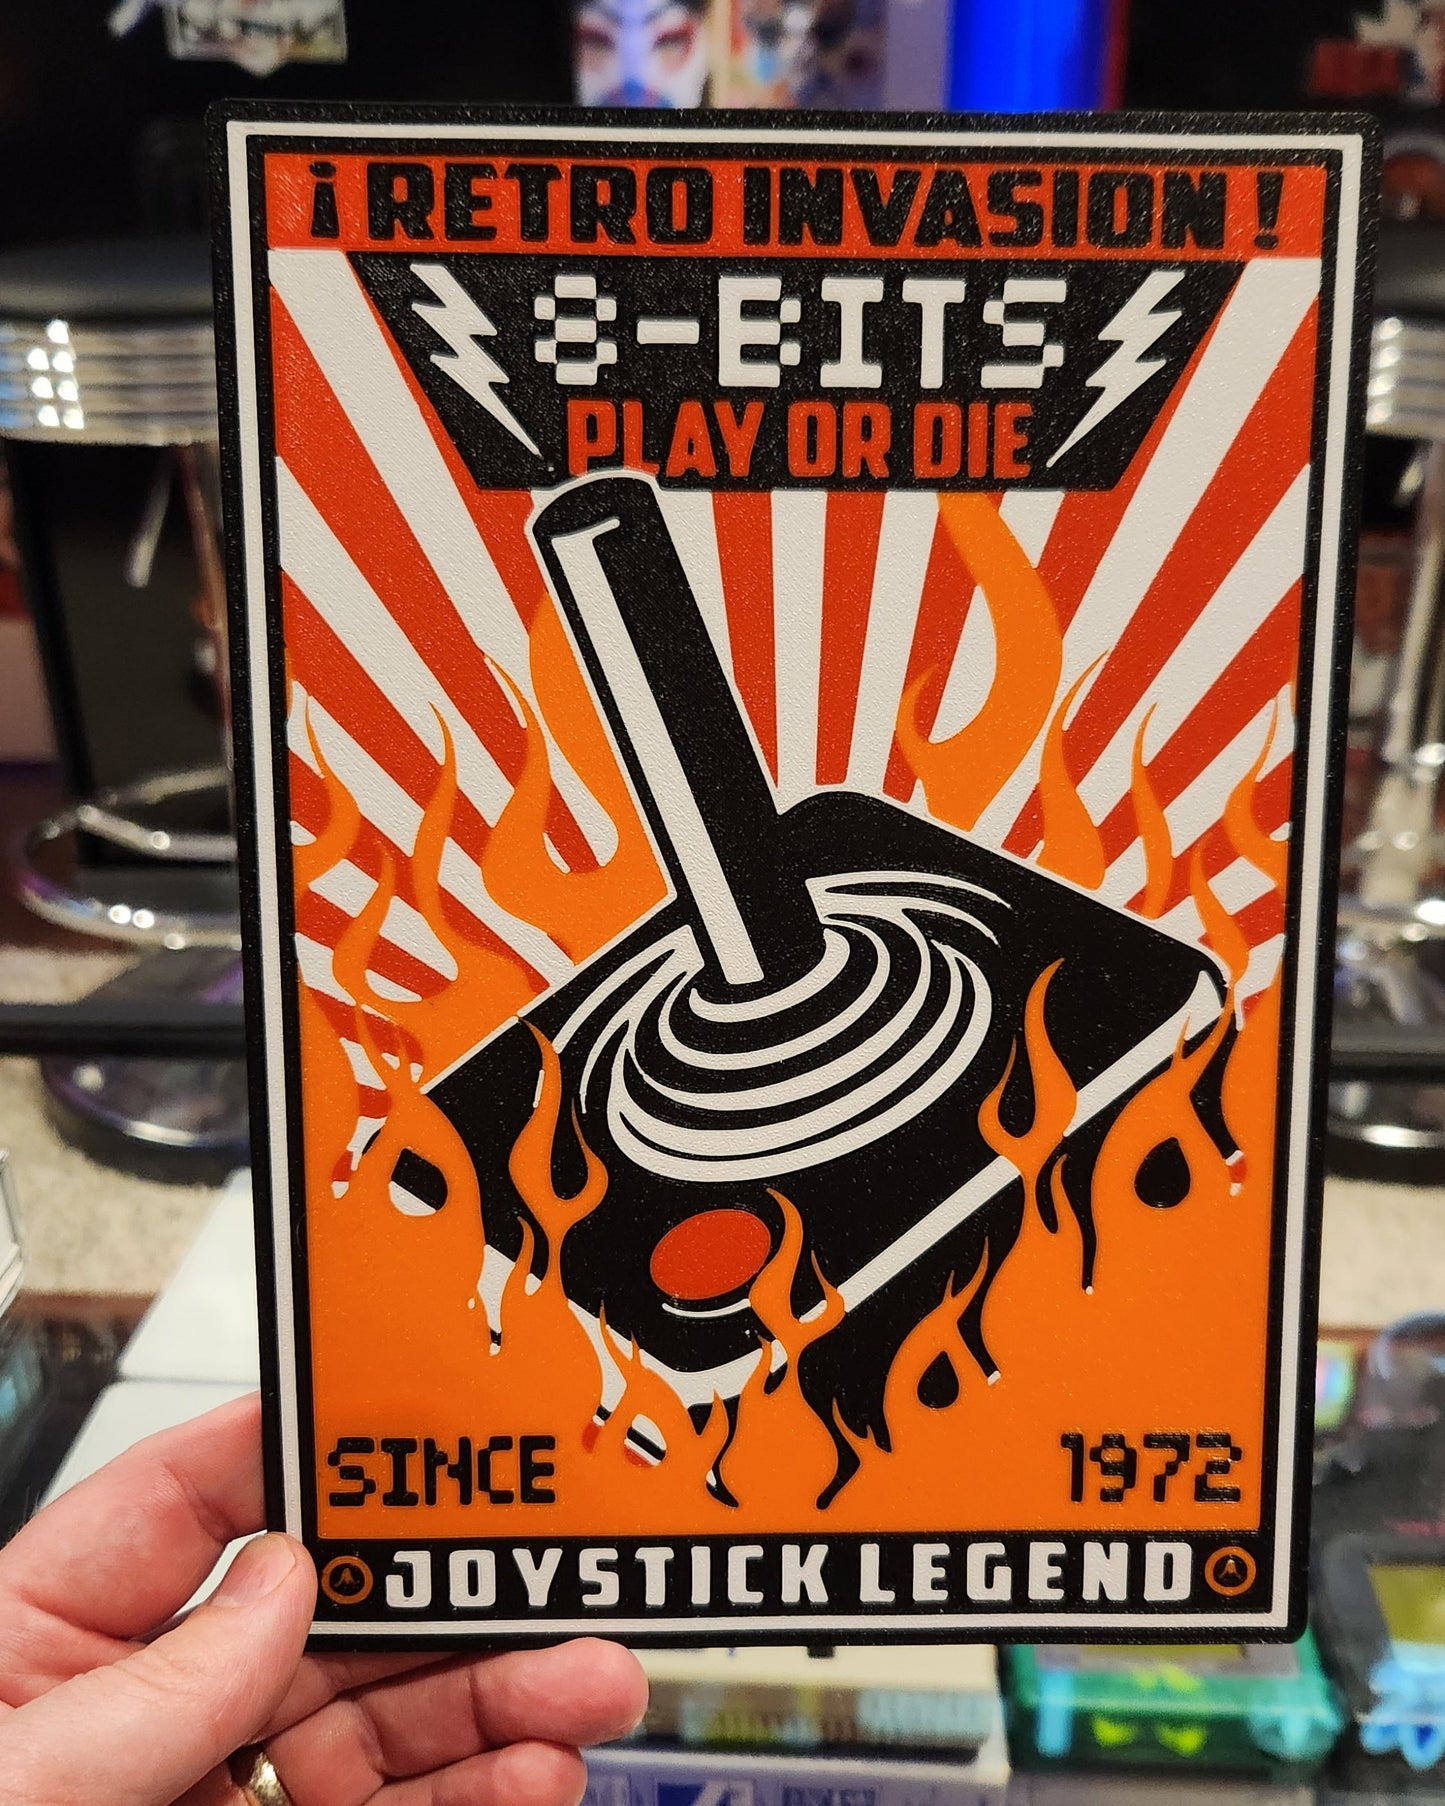 ¡RETRO INVASION!
8-BITS
PLAY OR DIE
SINCE 1972
JOYSTICK LEGEND